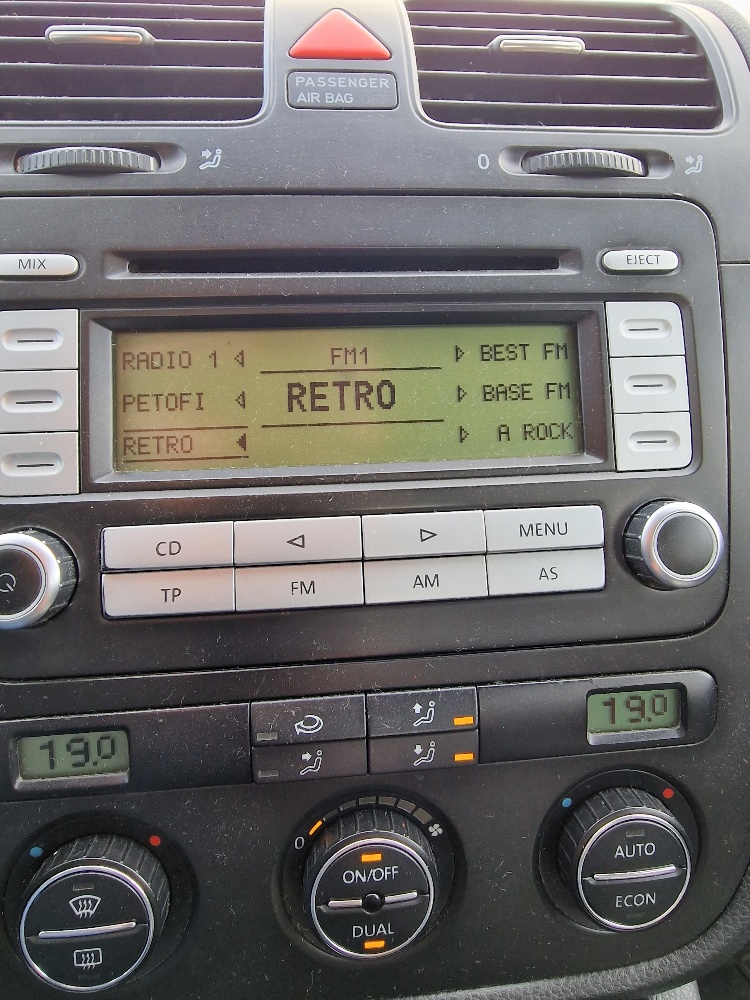 PASSENGER
AIR BAG OFF
0
MIX
EJECT
RADIO 1
FM1
BEST FM
PETOFI
RETRO
BASE FM
RETRO
A ROCK
CD
MENU
TP
FM
AM
AS
19.0
19.0
0
ON/OFF
DUAL
AUTO
ECON